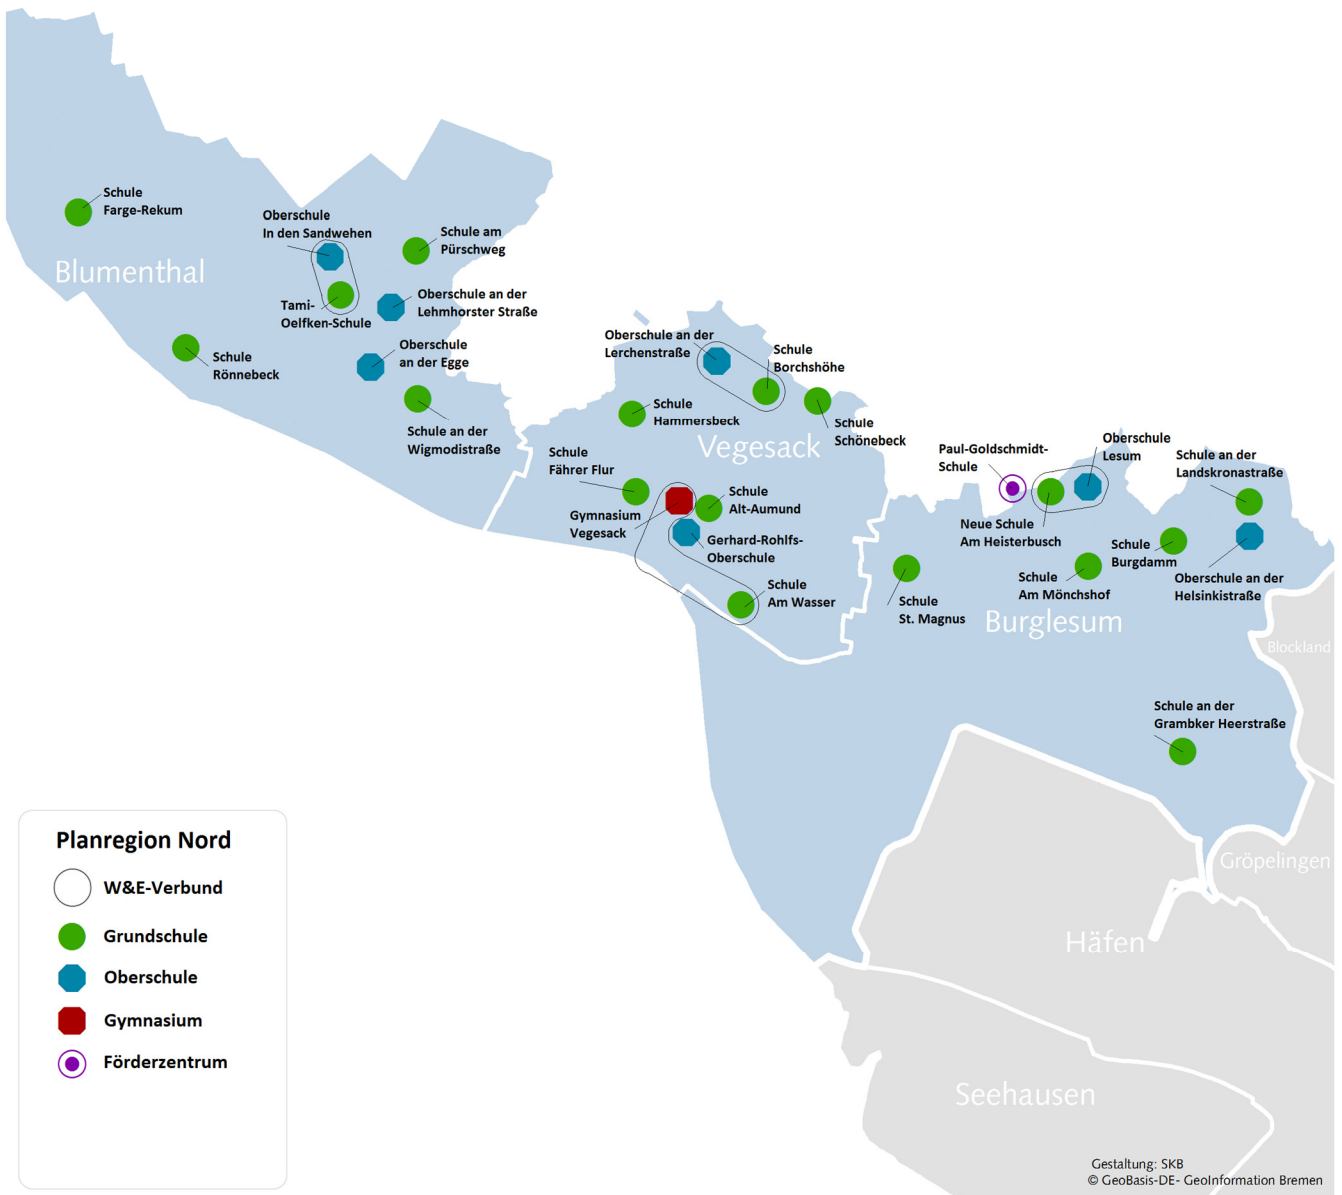 Schule
Farge-Rekum
Oberschule
In den Sandwehen
Schule am
Pürschweg
Blumenthal
Tami-
Oelfken-Schule
Oberschule an der
Lehmhorster Straße
Schule
Rönnebeck
Oberschule
an der Egge
Schule an der
Wigmodistraße
Oberschule an der
Lerchenstraße
Schule
Borchshöhe
Schule
Hammersbeck
Schule
Schönebeck
Vegesack
Schule
Fährer Flur
Gymnasium
Vegesack
Schule
Alt-Aumund
Gerhard-Rohlfs-
Oberschule
Schule
Am Wasser
Paul-Goldschmidt-
Schule
Oberschule
Lesum
Schule an der
Landskronastraße
Neue Schule
Am Heisterbusch
Schule
Burgdamm
Schule
Am Mönchshof
Oberschule an der
Helsinkistraße
Schule
St. Magnus
Burglesum
Blockland
Schule an der
Grambker Heerstraße
Gröpelingen
Häfen
Seehausen
Planregion Nord
W&E-Verbund
Grundschule
Oberschule
Gymnasium
Förderzentrum
Gestaltung: SKB
© GeoBasis-DE- GeoInformation Bremen